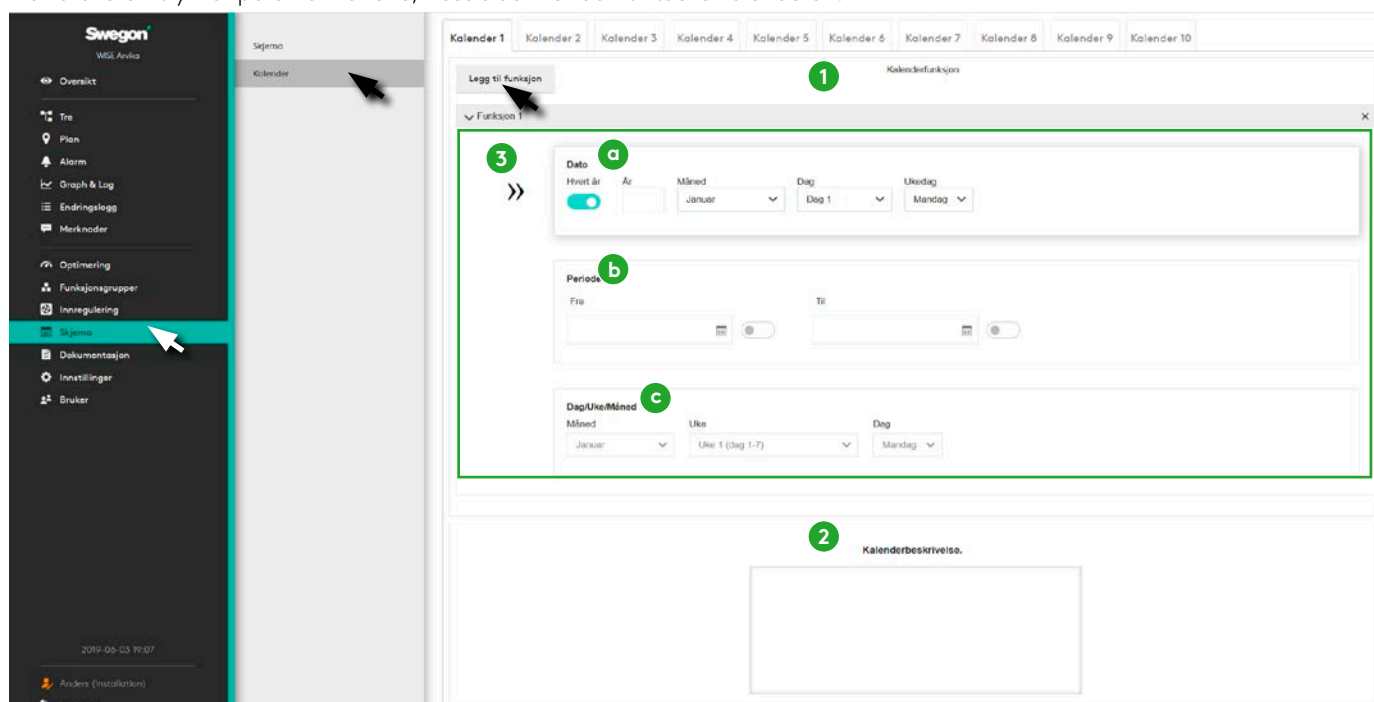 Swegon
WISE Arvika
Oversikt
Tre
Plan
Alarm
Graph & Log
Endringslogg
Merknader
Optimering
Funksjonsgrupper
Innregulering
Skjema
Dokumentasjon
Innstillinger
Bruker
2019-06-03 19:07
Anders (Installation)
Skjema
Kalender
Kalender 1 Kalender 2 Kalender 3 Kalender 4 Kalender 5 Kalender 6 Kalender 7 Kalender 8 Kalender 9 Kalender 10
Legg til funksjon
1
Kalenderfunksjon
Funksjon 1
3
a
Dato
Hvert år År Måned Dag Ukedag
Januar Dag 1 Mandag
b
Periode
Fra Til
c
Dag/Uke/Måned
Måned Uke Dag
Januar Uke 1 (dag 1-7) Mandag
2
Kalenderbeskrivelse.